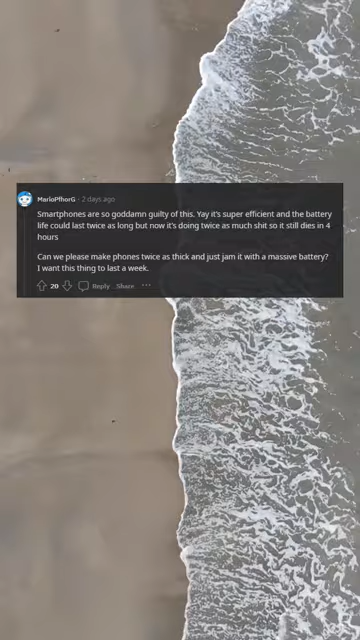 MarioPfhorG · 2 days ago
Smartphones are so goddamn guilty of this. Yay it's super efficient and the battery
life could last twice as long but now it's doing twice as much shit so it still dies in 4
hours
Can we please make phones twice as thick and just jam it with a massive battery?
I want this thing to last a week.
20 Reply Share ···